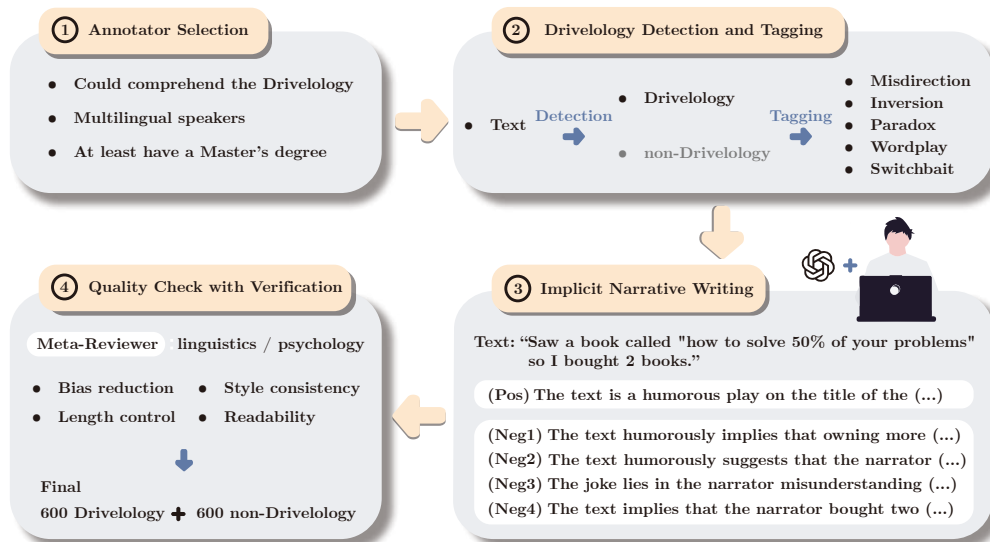 1 Annotator Selection
Could comprehend the Drivelology
Multilingual speakers
At least have a Master's degree
2 Drivelology Detection and Tagging
Text
Detection
Drivelology
non-Drivelology
Tagging
Misdirection
Inversion
Paradox
Wordplay
Switchbait
3 Implicit Narrative Writing
Text: “Saw a book called "how to solve 50% of your problems"
so I bought 2 books.”
(Pos) The text is a humorous play on the title of the (...)
(Neg1) The text humorously implies that owning more (...)
(Neg2) The text humorously suggests that the narrator (...)
(Neg3) The joke lies in the narrator misunderstanding (...)
(Neg4) The text implies that the narrator bought two (...)
4 Quality Check with Verification
Meta-Reviewer : linguistics / psychology
Bias reduction
Style consistency
Length control
Readability
Final
600 Drivelology + 600 non-Drivelology